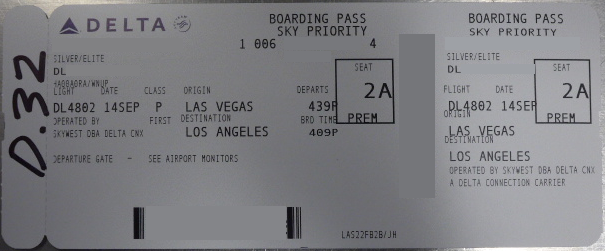 D.32
DELTA
BOARDING PASS
SKY PRIORITY
1 006 4
SILVER/ELITE
DL
FLIGHT DATE CLASS ORIGIN DEPARTS
DL4802 14SEP P LAS VEGAS 439P
OPERATED BY FIRST DESTINATION BRD TIME
SKYWEST DBA DELTA CNX LOS ANGELES 409P
SEAT
2A
PREM
DEPARTURE GATE - SEE AIRPORT MONITORS
LAS22FB2B/JH
BOARDING PASS
SKY PRIORITY
SILVER/ELITE
DL
FLIGHT DATE
DL4802 14SEP
SEAT
2A
PREM
ORIGIN
LAS VEGAS
DESTINATION
LOS ANGELES
OPERATED BY SKYWEST DBA DELTA CNX
A DELTA CONNECTION CARRIER